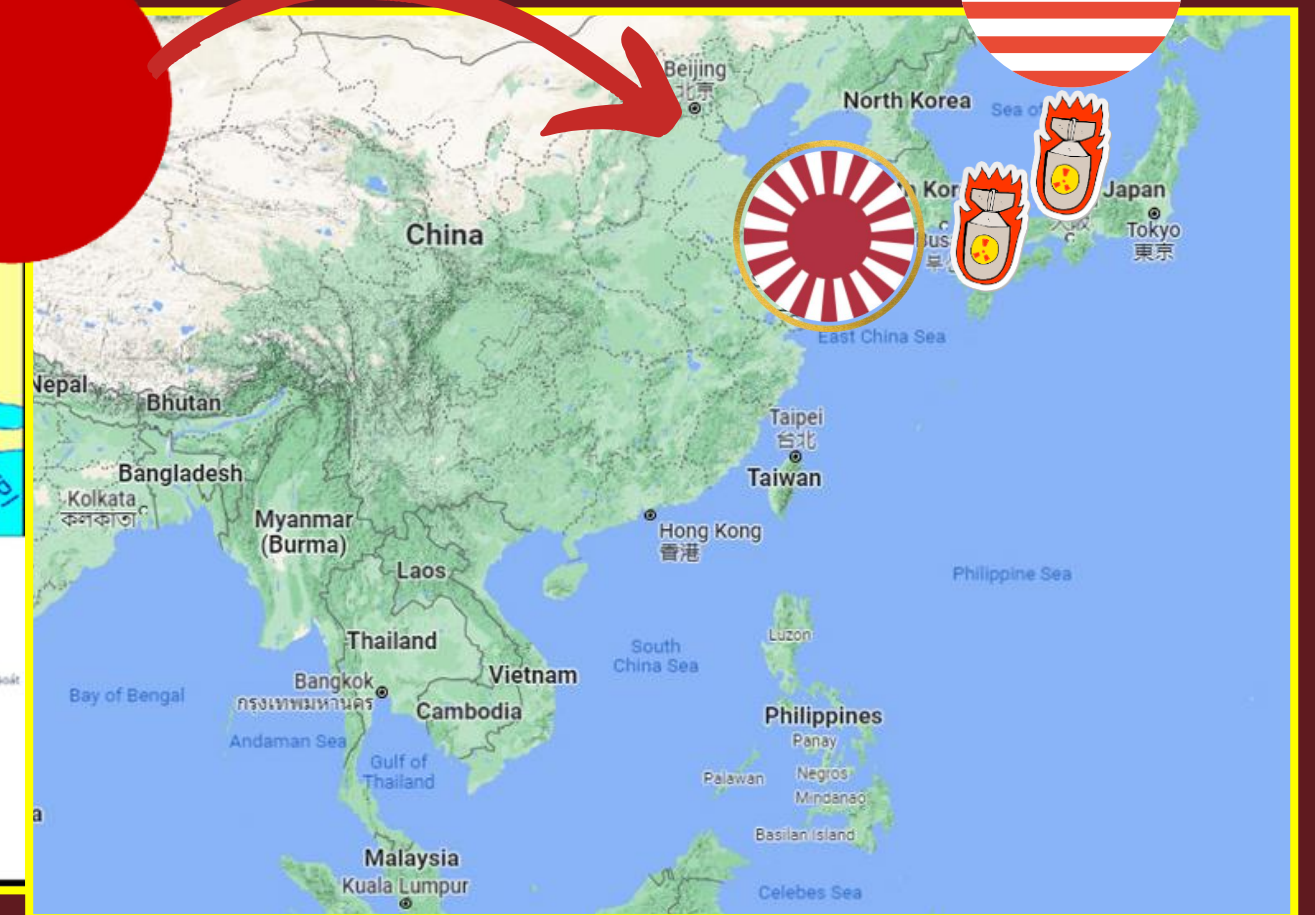 Beijing
北京
North Korea
Sea of
China
Japan
Tokyo
東京
East China Sea
Nepal
Bhutan
Taipei
台北
Taiwan
Bangladesh
Kolkata
কলকাতা
Myanmar
(Burma)
Hong Kong
香港
Laos
Philippine Sea
Thailand
Luzon
South
China Sea
Vietnam
Bangkok
กรุงเทพมหานคร
Bay of Bengal
Cambodia
Philippines
Panay
Andaman Sea
Gulf of
Thailand
Palawan
Negros
Mindanao
Basilan Island
Malaysia
Kuala Lumpur
Celebes Sea